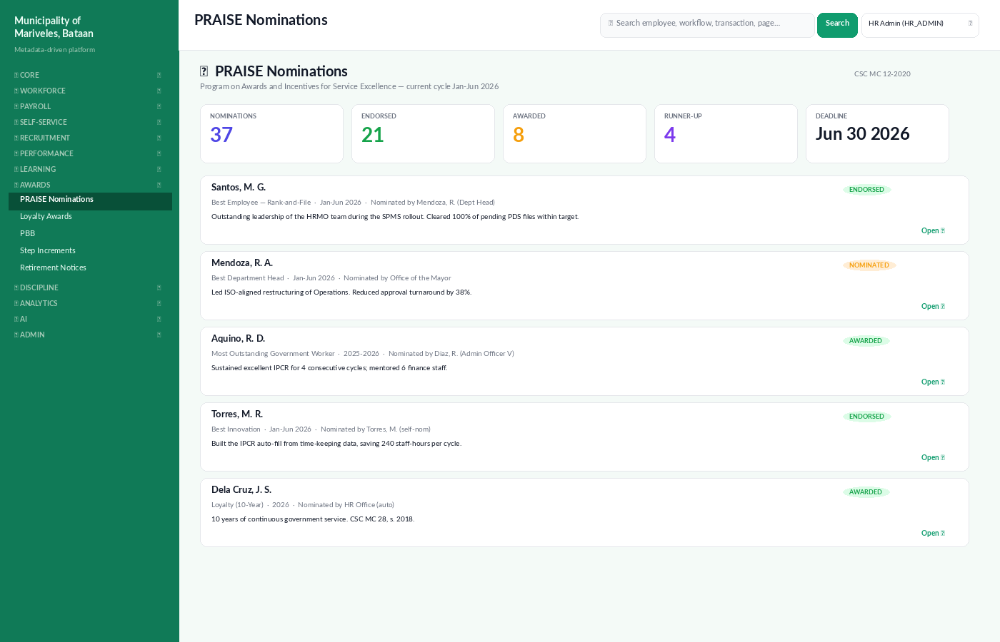 Municipality of
Mariveles, Bataan
Metadata-driven platform
CORE
WORKFORCE
PAYROLL
SELF-SERVICE
RECRUITMENT
PERFORMANCE
LEARNING
AWARDS
PRAISE Nominations
Loyalty Awards
PBB
Step Increments
Retirement Notices
DISCIPLINE
ANALYTICS
AI
ADMIN
PRAISE Nominations
Search employee, workflow, transaction, page...
Search
HR Admin (HR_ADMIN)
PRAISE Nominations
CSC MC 12-2020
Program on Awards and Incentives for Service Excellence — current cycle Jan-Jun 2026
NOMINATIONS
37
ENDORSED
21
AWARDED
8
RUNNER-UP
4
DEADLINE
Jun 30 2026
Santos, M. G.
ENDORSED
Best Employee — Rank-and-File · Jan-Jun 2026 · Nominated by Mendoza, R. (Dept Head)
Outstanding leadership of the HRMO team during the SPMS rollout. Cleared 100% of pending PDS files within target.
Open
Mendoza, R. A.
NOMINATED
Best Department Head · Jan-Jun 2026 · Nominated by Office of the Mayor
Led ISO-aligned restructuring of Operations. Reduced approval turnaround by 38%.
Open
Aquino, R. D.
AWARDED
Most Outstanding Government Worker · 2025-2026 · Nominated by Diaz, R. (Admin Officer V)
Sustained excellent IPCR for 4 consecutive cycles; mentored 6 finance staff.
Open
Torres, M. R.
ENDORSED
Best Innovation · Jan-Jun 2026 · Nominated by Torres, M. (self-nom)
Built the IPCR auto-fill from time-keeping data, saving 240 staff-hours per cycle.
Open
Dela Cruz, J. S.
AWARDED
Loyalty (10-Year) · 2026 · Nominated by HR Office (auto)
10 years of continuous government service. CSC MC 28, s. 2018.
Open